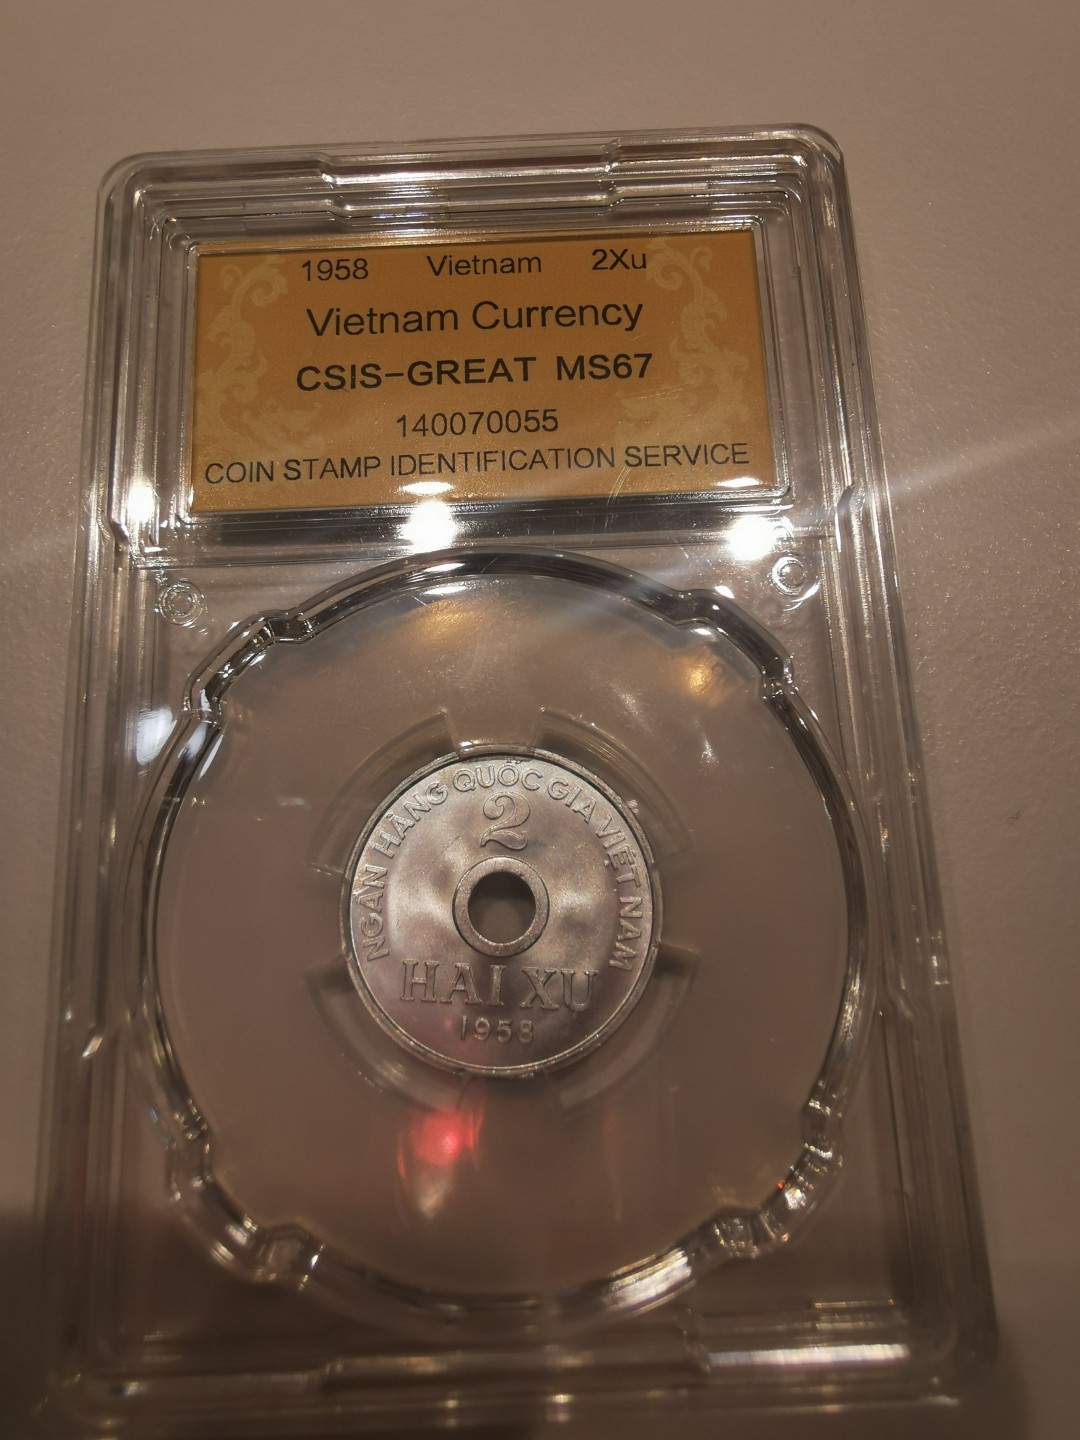 1958 Vietnam 2Xu
Vietnam Currency
CSIS-GREAT MS67
140070055
COIN STAMP IDENTIFICATION SERVICE
NGÂN HÀNG QUỐC GIA VIỆT NAM
2
HAI XU
1958